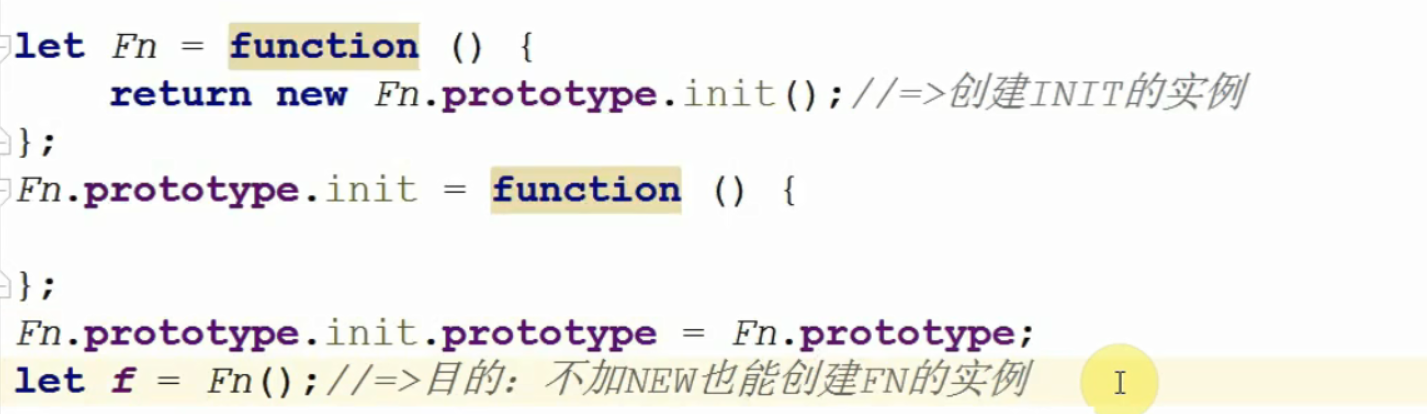 let Fn = function () {
return new Fn.prototype.init();//=>创建INIT的实例
};
Fn.prototype.init = function () {
};
Fn.prototype.init.prototype = Fn.prototype;
let f = Fn();//=>目的：不加NEW也能创建FN的实例